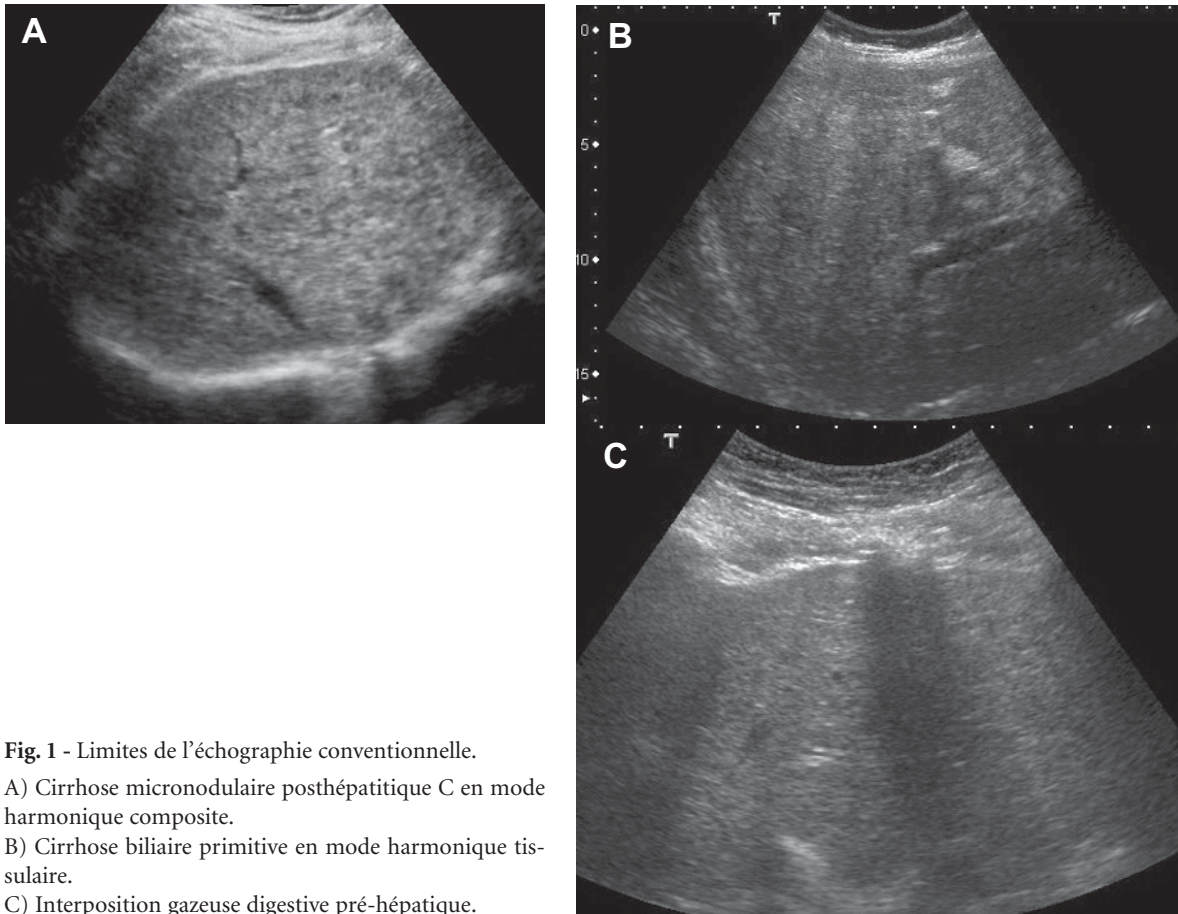 A
B
T
0
5
10
15
C
T
Fig. 1 - Limites de l'échographie conventionnelle.
A) Cirrhose micronodulaire posthépatitique C en mode
harmonique composite.
B) Cirrhose biliaire primitive en mode harmonique tis-
sulaire.
C) Interposition gazeuse digestive pré-hépatique.